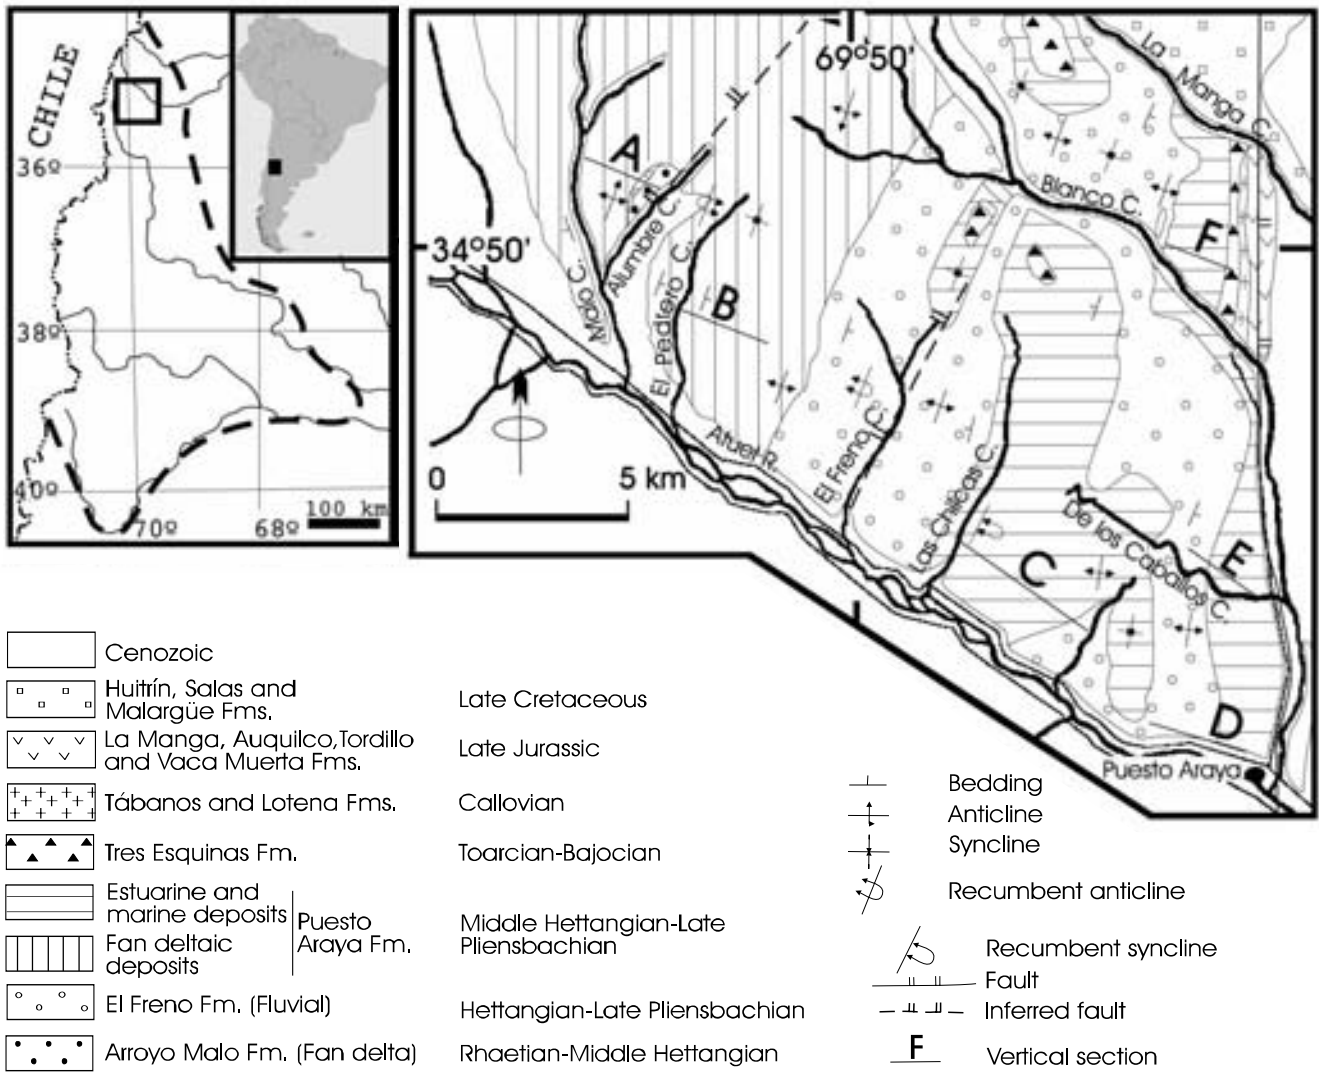 CHILE
36º
38º
40º
70º
68º
100 km
69º50'
34º50'
La Manga C.
Blanco C.
A
B
F
C
E
D
Malo C.
Alumbre C.
El Pedrero C.
Atuel R.
El Freno C.
Las Chilcas C.
De los Caballos C.
Puesto Araya
0
5 km
Cenozoic
Huitrín, Salas and
Malargüe Fms.
Late Cretaceous
La Manga, Auquilco,Tordillo
and Vaca Muerta Fms.
Late Jurassic
Tábanos and Lotena Fms.
Callovian
Tres Esquinas Fm.
Toarcian-Bajocian
Estuarine and
marine deposits
Fan deltaic
deposits
Puesto
Araya Fm.
Middle Hettangian-Late
Pliensbachian
El Freno Fm. (Fluvial)
Hettangian-Late Pliensbachian
Arroyo Malo Fm. (Fan delta)
Rhaetian-Middle Hettangian
Bedding
Anticline
Syncline
Recumbent anticline
Recumbent syncline
Fault
Inferred fault
F
Vertical section